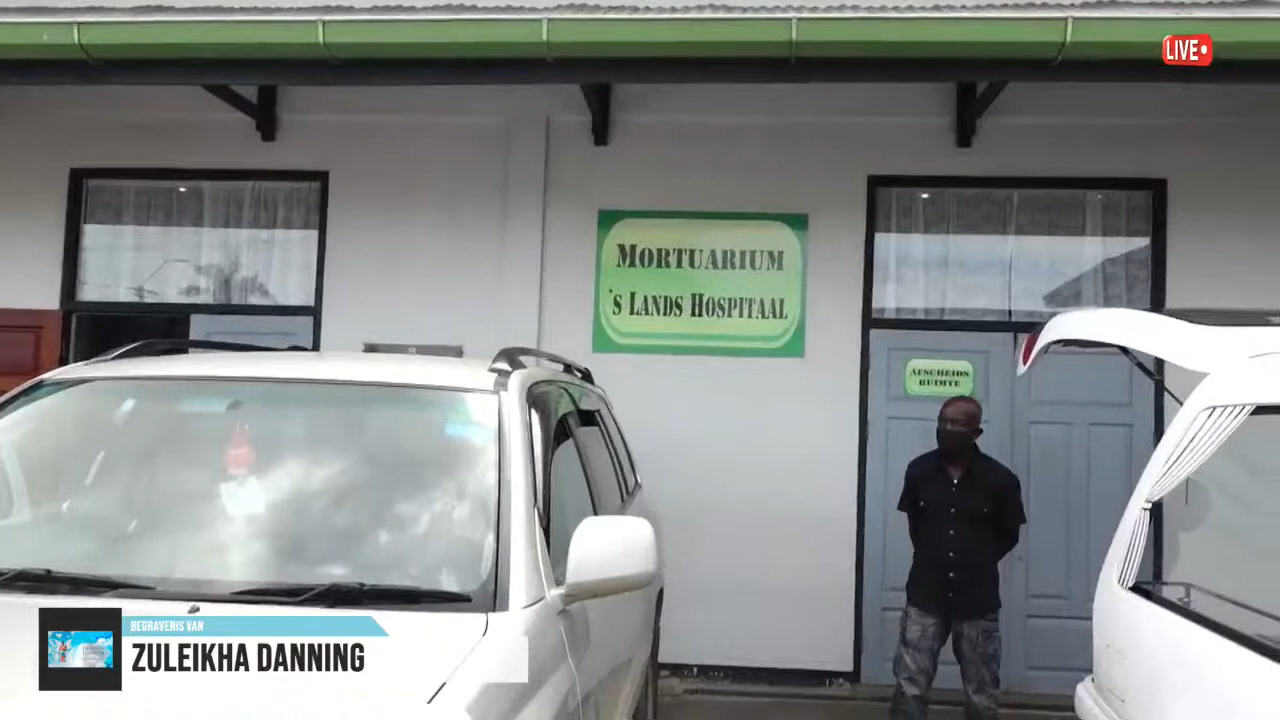 LIVE
MORTUARIUM
'S LANDS HOSPITAAL
AFSCHEIDS
RUIMTE
BEGRAVENIS VAN
ZULEIKHA DANNING